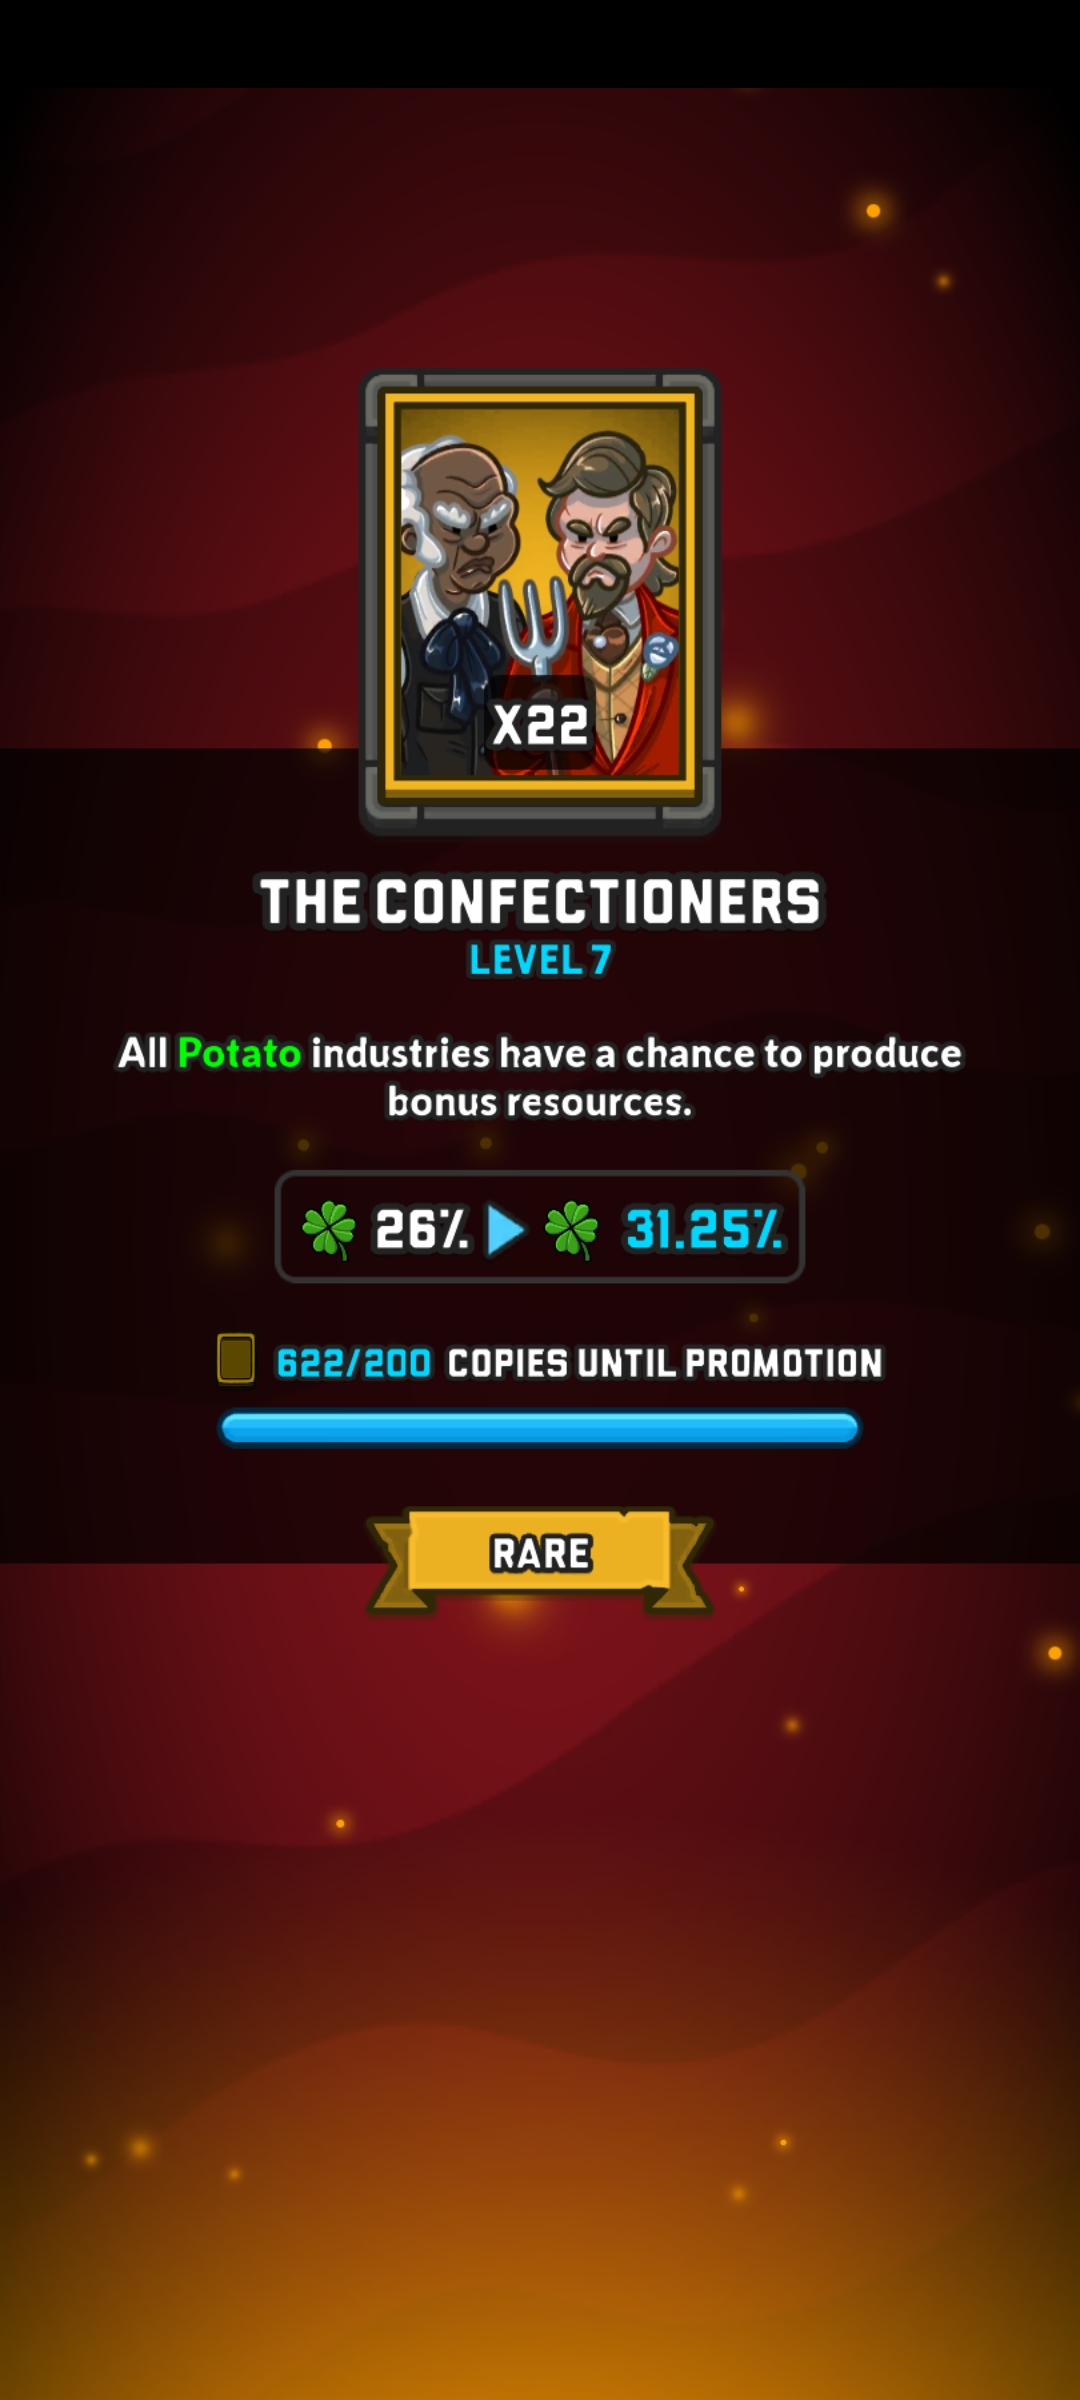 X22
THE CONFECTIONERS
LEVEL 7
All Potato industries have a chance to produce
bonus resources.
26% 31.25%
622/200 COPIES UNTIL PROMOTION
RARE